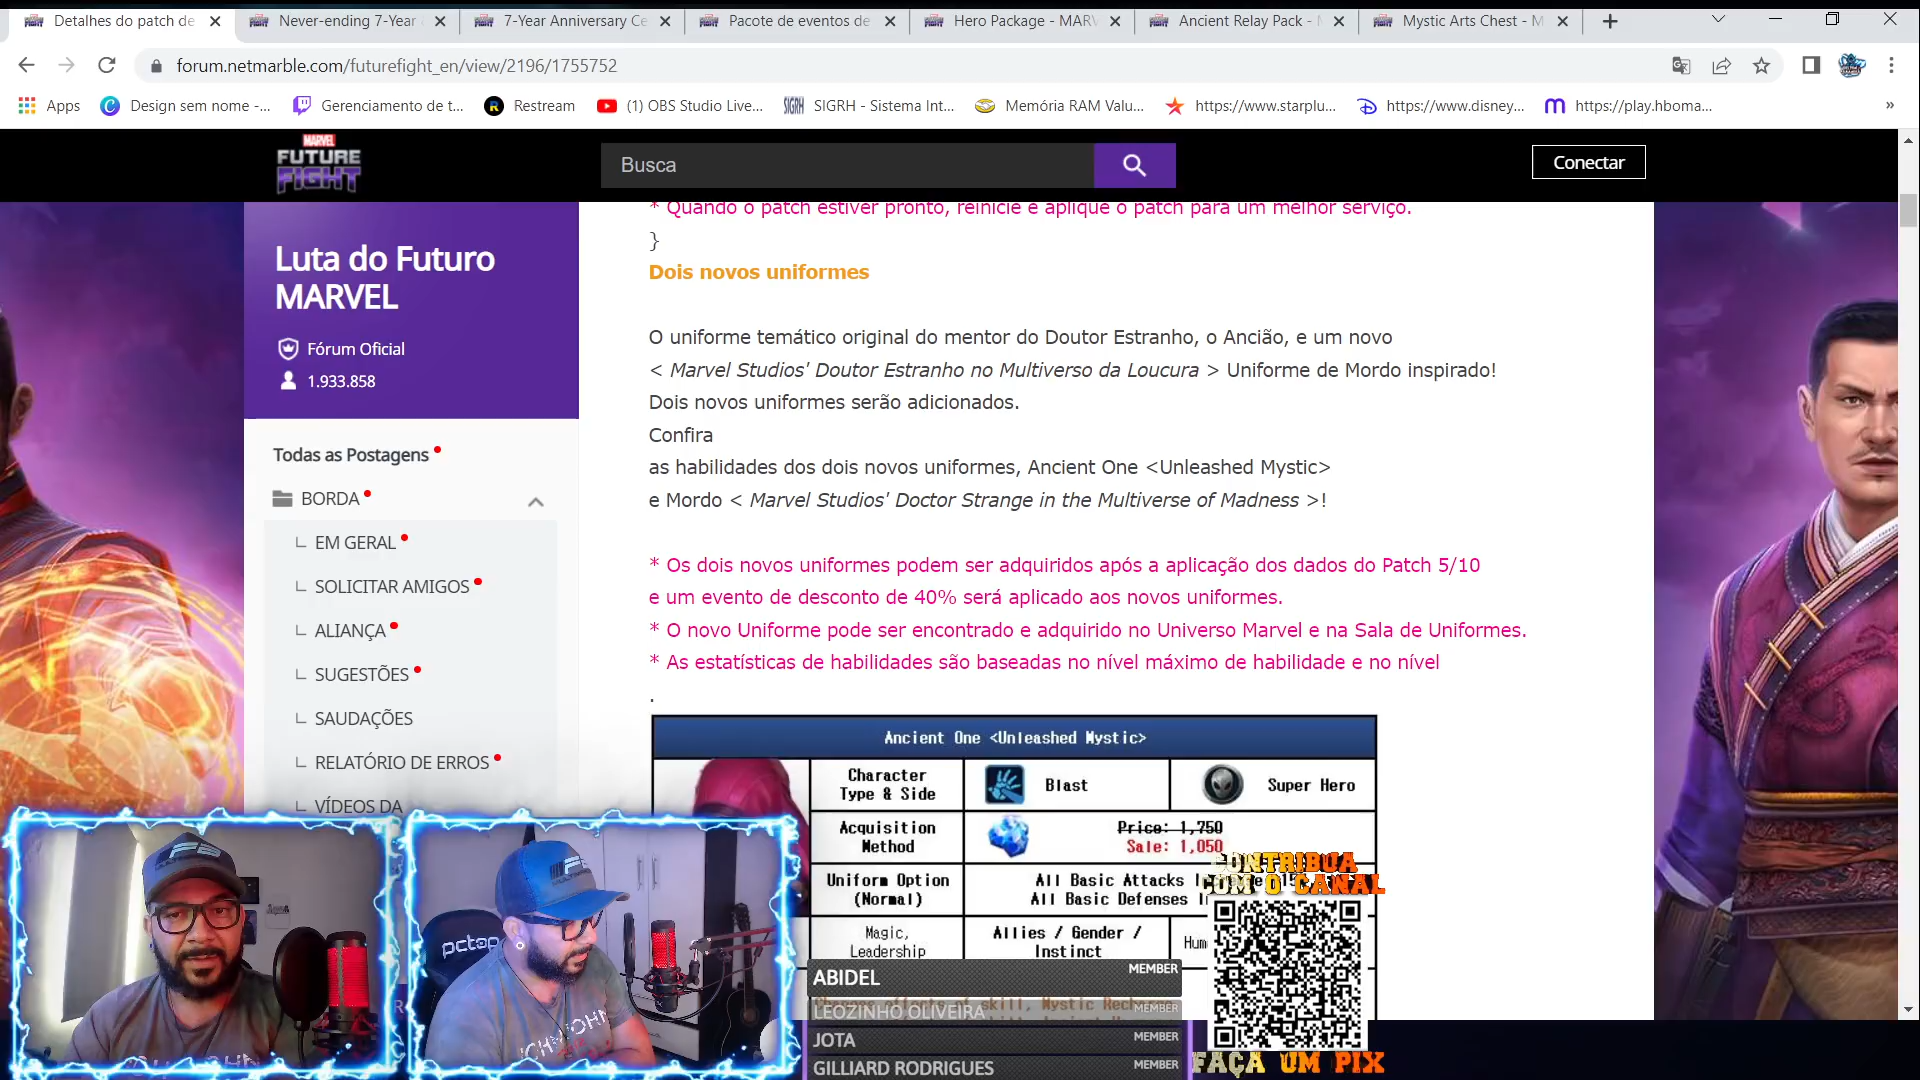 Detalhes do patch de
Never-ending 7-Year
7-Year Anniversary Ce
Pacote de eventos de
Hero Package - MARV
Ancient Relay Pack -
Mystic Arts Chest - M
forum.netmarble.com/futurefight_en/view/2196/1755752
Apps
Design sem nome -...
Gerenciamento de t...
Restream
(1) OBS Studio Live...
SIGRH - Sistema Int...
Memória RAM Valu...
https://www.starplu...
https://www.disney...
https://play.hboma...
»
MARVEL
FUTURE
FIGHT
Busca
Conectar
Luta do Futuro
MARVEL
Fórum Oficial
1.933.858
Todas as Postagens
BORDA
EM GERAL
SOLICITAR AMIGOS
ALIANÇA
SUGESTÕES
SAUDAÇÕES
RELATÓRIO DE ERROS
VÍDEOS DA
* Quando o patch estiver pronto, reinicie e aplique o patch para um melhor serviço.
}
Dois novos uniformes
O uniforme temático original do mentor do Doutor Estranho, o Ancião, e um novo
< Marvel Studios' Doutor Estranho no Multiverso da Loucura > Uniforme de Mordo inspirado!
Dois novos uniformes serão adicionados.
Confira
as habilidades dos dois novos uniformes, Ancient One <Unleashed Mystic>
e Mordo < Marvel Studios' Doctor Strange in the Multiverse of Madness >!
* Os dois novos uniformes podem ser adquiridos após a aplicação dos dados do Patch 5/10
e um evento de desconto de 40% será aplicado aos novos uniformes.
* O novo Uniforme pode ser encontrado e adquirido no Universo Marvel e na Sala de Uniformes.
* As estatísticas de habilidades são baseadas no nível máximo de habilidade e no nível
.
Ancient One <Unleashed Mystic>
Character
Type & Side
Blast
Super Hero
Acquisition
Method
Price: 1,750
Sale: 1,050
Uniform Option
(Normal)
All Basic Attacks
All Basic Defenses
Magic,
Leadership
Allies / Gender /
Instinct
CONTRIBUA
COM O CANAL
FAÇA UM PIX
ABIDEL MEMBER
LEOZINHO OLIVEIRA MEMBER
JOTA MEMBER
GILLIARD RODRIGUES MEMBER